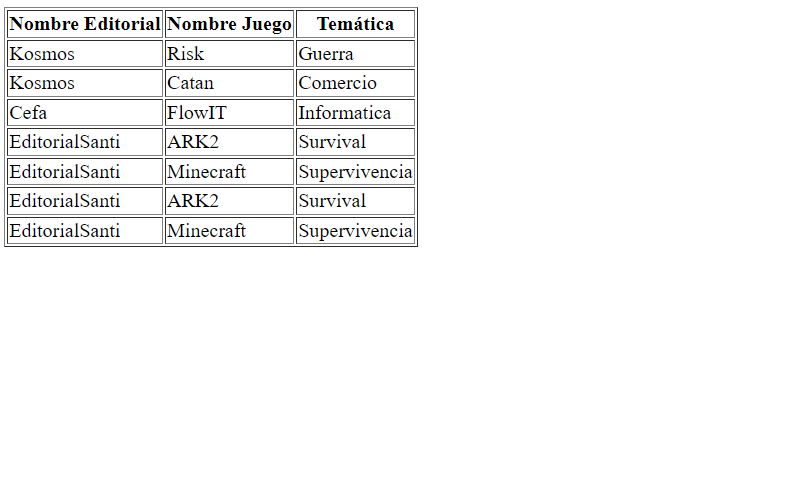 Nombre Editorial Nombre Juego Temática
Kosmos Risk Guerra
Kosmos Catan Comercio
Cefa FlowIT Informatica
EditorialSanti ARK2 Survival
EditorialSanti Minecraft Supervivencia
EditorialSanti ARK2 Survival
EditorialSanti Minecraft Supervivencia